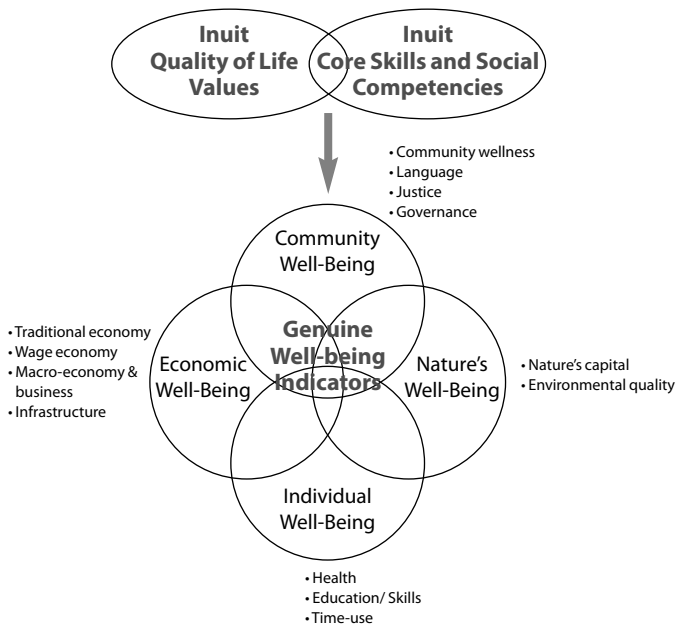 Inuit
Quality of Life
Values
Inuit
Core Skills and Social
Competencies
• Community wellness
• Language
• Justice
• Governance
Community
Well-Being
• Traditional economy
• Wage economy
• Macro-economy &
business
• Infrastructure
Economic
Well-Being
Genuine
Well-being
Indicators
Nature's
Well-Being
• Nature's capital
• Environmental quality
Individual
Well-Being
• Health
• Education/ Skills
• Time-use